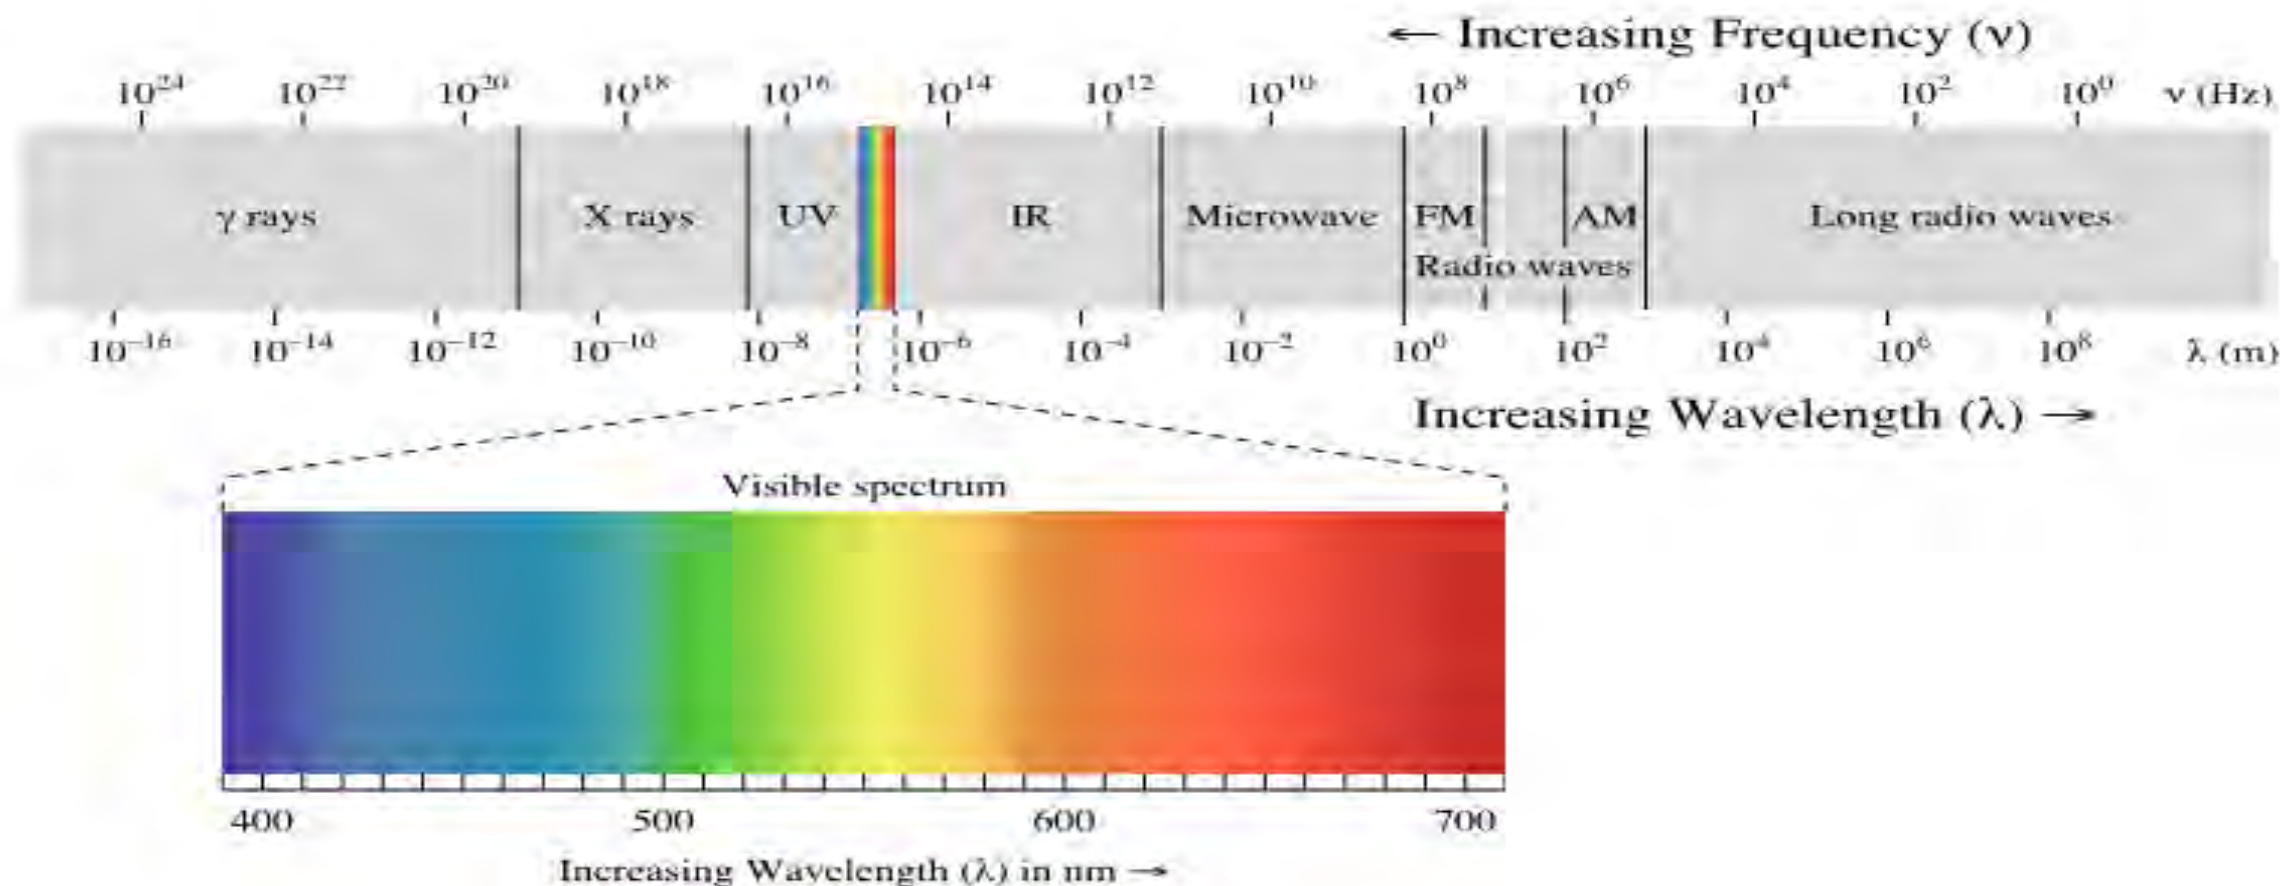 ← Increasing Frequency (ν)
10²⁴ 10²² 10²⁰ 10¹⁸ 10¹⁶ 10¹⁴ 10¹² 10¹⁰ 10⁸ 10⁶ 10⁴ 10² 10⁰ ν (Hz)
γ rays X rays UV IR Microwave FM AM Long radio waves
Radio waves
10⁻¹⁶ 10⁻¹⁴ 10⁻¹² 10⁻¹⁰ 10⁻⁸ 10⁻⁶ 10⁻⁴ 10⁻² 10⁰ 10² 10⁴ 10⁶ 10⁸ λ (m)
Increasing Wavelength (λ) →
Visible spectrum
400 500 600 700
Increasing Wavelength (λ) in nm →